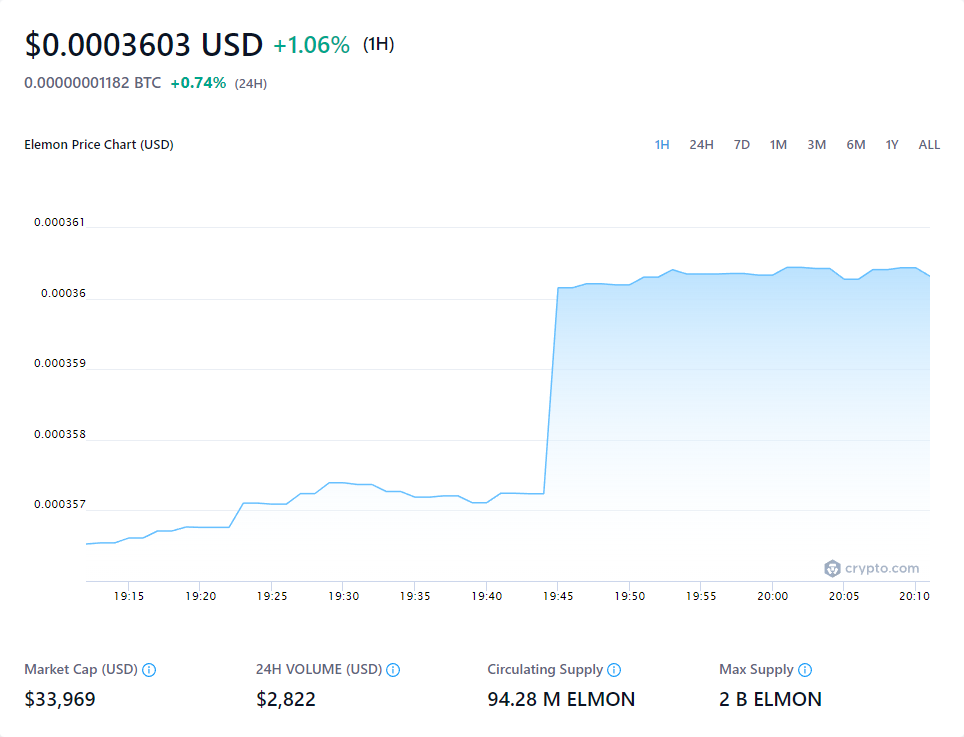 $0.0003603 USD +1.06% (1H)
0.00000001182 BTC +0.74% (24H)
Elemon Price Chart (USD) 1H 24H 7D 1M 3M 6M 1Y ALL
0.000361
0.00036
0.000359
0.000358
0.000357
crypto.com
19:15 19:20 19:25 19:30 19:35 19:40 19:45 19:50 19:55 20:00 20:05 20:10
Market Cap (USD) 24H VOLUME (USD) Circulating Supply Max Supply
$33,969 $2,822 94.28 M ELMON 2 B ELMON